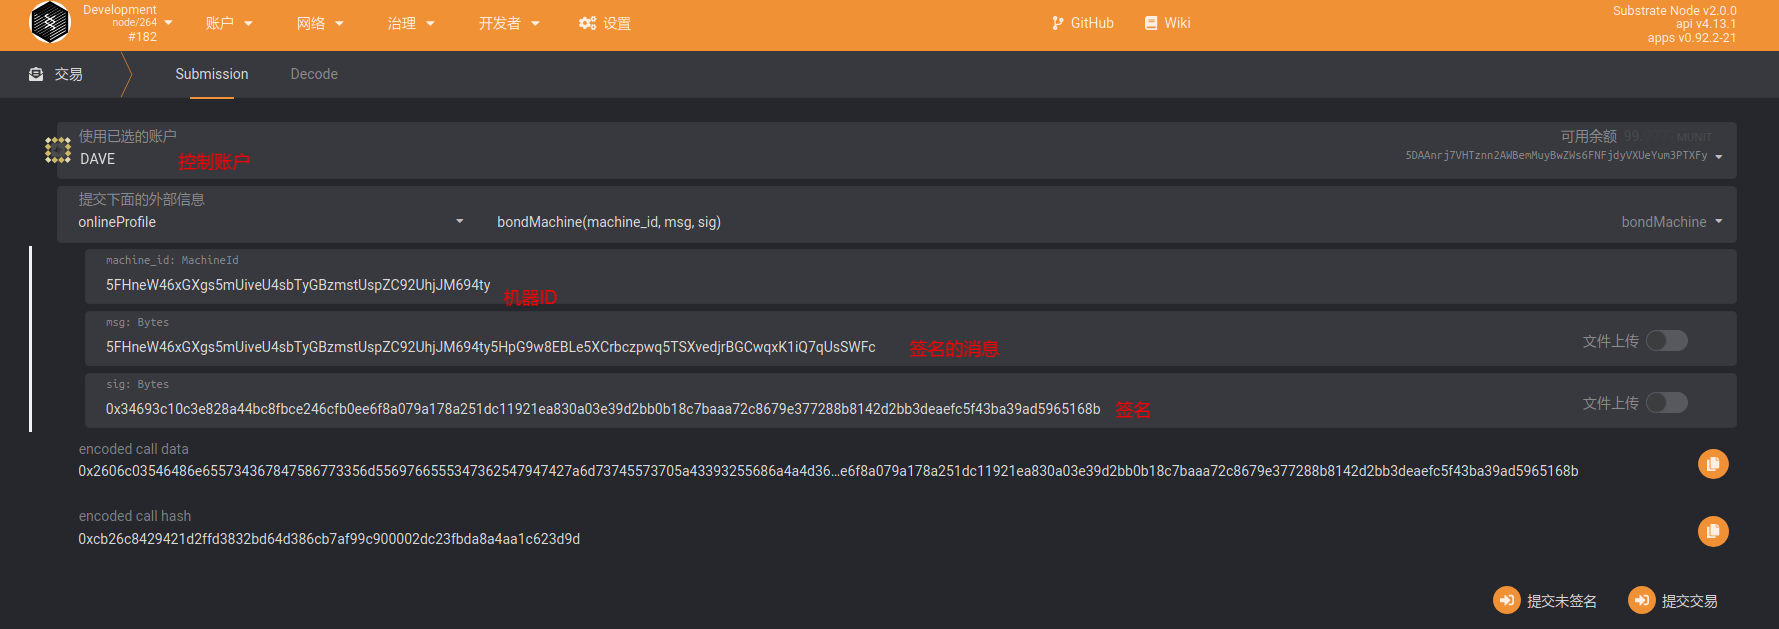 Development
node/264
#182
账户
网络
治理
开发者
设置
GitHub
Wiki
Substrate Node v2.0.0
api v4.13.1
apps v0.92.2-21
交易
Submission
Decode
使用已选的账户
DAVE
控制账户
可用余额 99. MUNIT
5DAAnrj7VHTznn2AWBemMuyBwZWs6FNFjdyVXUeYum3PTXFy
提交下面的外部信息
onlineProfile
bondMachine(machine_id, msg, sig)
bondMachine
machine_id: MachineId
5FHneW46xGXgs5mUiveU4sbTyGBzmstUspZC92UhjJM694ty
机器ID
msg: Bytes
5FHneW46xGXgs5mUiveU4sbTyGBzmstUspZC92UhjJM694ty5HpG9w8EBLe5XCrbczpwq5TSXvedjrBGCwqxK1iQ7qUsSWFc
签名的消息
文件上传
sig: Bytes
0x34693c10c3e828a44bc8fbce246cfb0ee6f8a079a178a251dc11921ea830a03e39d2bb0b18c7baaa72c8679e377288b8142d2bb3deaefc5f43ba39ad5965168b
签名
文件上传
encoded call data
0x2606c03546486e655734367847586773356d5569766555347362547947427a6d73745573705a43393255686a4a4d36…e6f8a079a178a251dc11921ea830a03e39d2bb0b18c7baaa72c8679e377288b8142d2bb3deaefc5f43ba39ad5965168b
encoded call hash
0xcb26c8429421d2ffd3832bd64d386cb7af99c900002dc23fbda8a4aa1c623d9d
提交未签名
提交交易